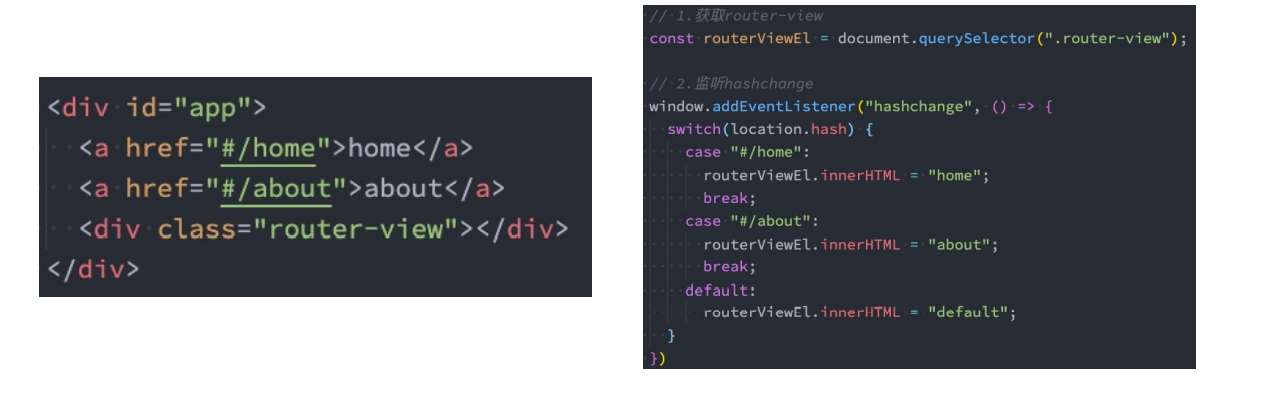 <div id="app">
<a href="#/home">home</a>
<a href="#/about">about</a>
<div class="router-view"></div>
</div>
// 1.获取router-view
const routerViewEl = document.querySelector(".router-view");
// 2.监听hashchange
window.addEventListener("hashchange", () => {
switch(location.hash) {
case "#/home":
routerViewEl.innerHTML = "home";
break;
case "#/about":
routerViewEl.innerHTML = "about";
break;
default:
routerViewEl.innerHTML = "default";
}
})